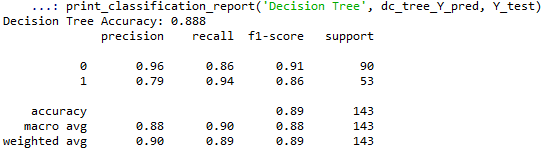 ...: print_classification_report('Decision Tree', dc_tree_Y_pred, Y_test)
Decision Tree Accuracy: 0.888
precision recall f1-score support
0 0.96 0.86 0.91 90
1 0.79 0.94 0.86 53
accuracy 0.89 143
macro avg 0.88 0.90 0.88 143
weighted avg 0.90 0.89 0.89 143